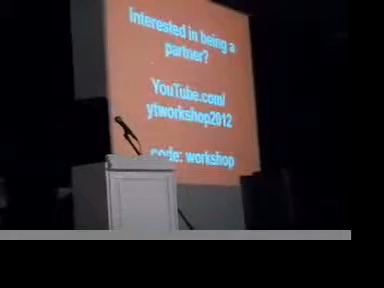 Interested in being a
partner?
YouTube.com/
ytworkshop2012
code: workshop